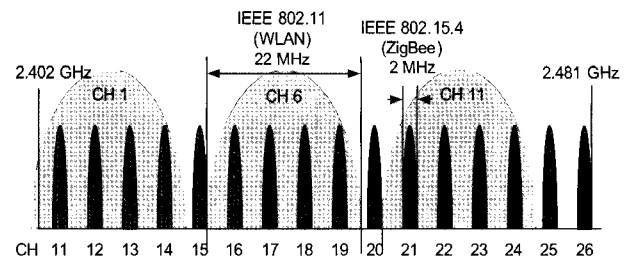 IEEE 802.11
(WLAN)
22 MHz
IEEE 802.15.4
(ZigBee)
2 MHz
2.402 GHz
2.481 GHz
CH 1
CH 6
CH 11
CH 11 12 13 14 15 16 17 18 19 20 21 22 23 24 25 26